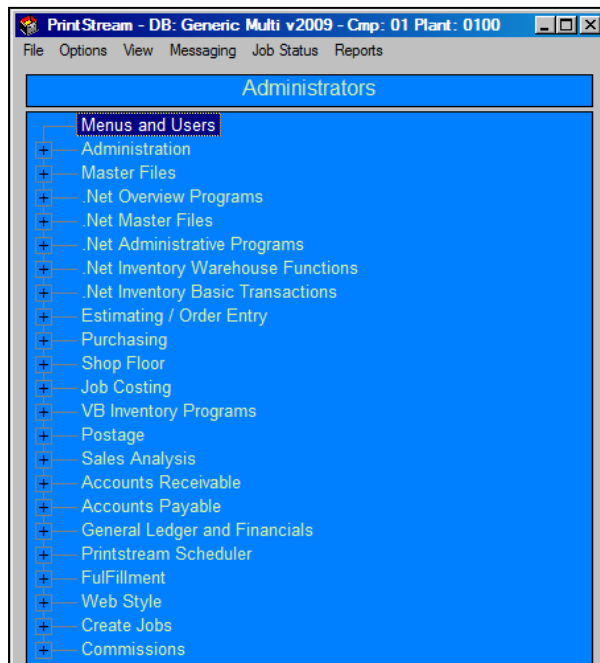 PrintStream - DB: Generic Multi v2009 - Cmp: 01 Plant: 0100
File Options View Messaging Job Status Reports
Administrators
Menus and Users
Administration
Master Files
.Net Overview Programs
.Net Master Files
.Net Administrative Programs
.Net Inventory Warehouse Functions
.Net Inventory Basic Transactions
Estimating / Order Entry
Purchasing
Shop Floor
Job Costing
VB Inventory Programs
Postage
Sales Analysis
Accounts Receivable
Accounts Payable
General Ledger and Financials
Printstream Scheduler
FulFillment
Web Style
Create Jobs
Commissions